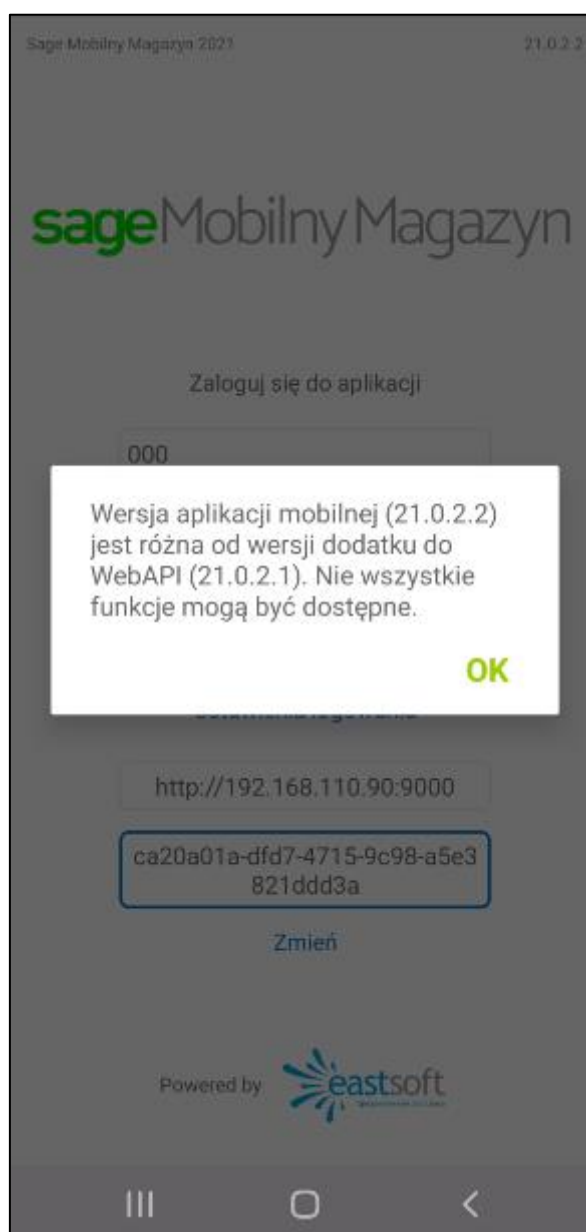 Sage Mobilny Magazyn 2021 21.0.2.2
sage Mobilny Magazyn
Zaloguj się do aplikacji
000
Wersja aplikacji mobilnej (21.0.2.2)
jest różna od wersji dodatku do
WebAPI (21.0.2.1). Nie wszystkie
funkcje mogą być dostępne.
OK
http://192.168.110.90:9000
ca20a01a-dfd7-4715-9c98-a5e3
821ddd3a
Zmień
Powered by eastsoft